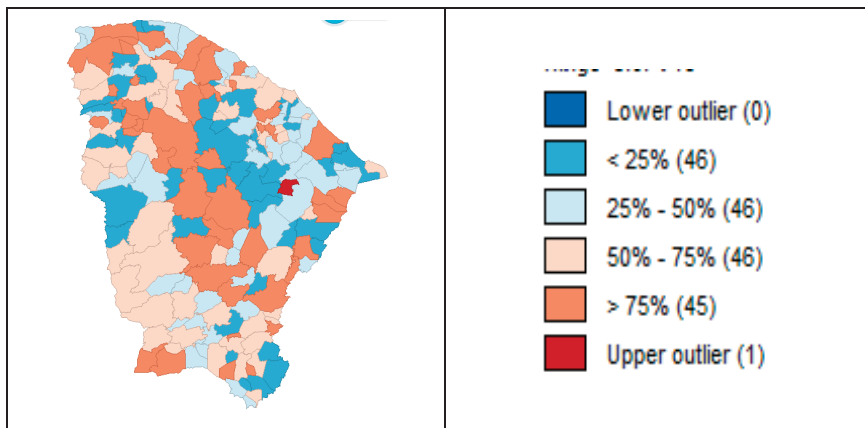 Lower outlier (0)
< 25% (46)
25% - 50% (46)
50% - 75% (46)
> 75% (45)
Upper outlier (1)